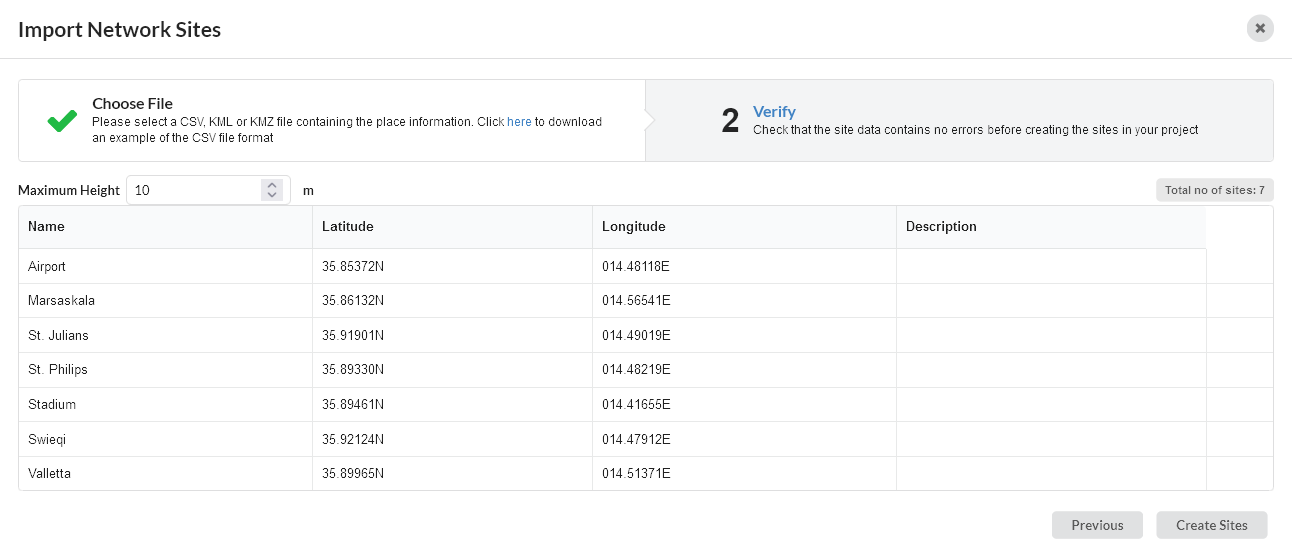 Import Network Sites
Choose File
Please select a CSV, KML or KMZ file containing the place information. Click here to download
an example of the CSV file format
2
Verify
Check that the site data contains no errors before creating the sites in your project
Maximum Height 10 m
Total no of sites: 7
Name Latitude Longitude Description
Airport 35.85372N 014.48118E
Marsaskala 35.86132N 014.56541E
St. Julians 35.91901N 014.49019E
St. Philips 35.89330N 014.48219E
Stadium 35.89461N 014.41655E
Swieqi 35.92124N 014.47912E
Valletta 35.89965N 014.51371E
Previous Create Sites